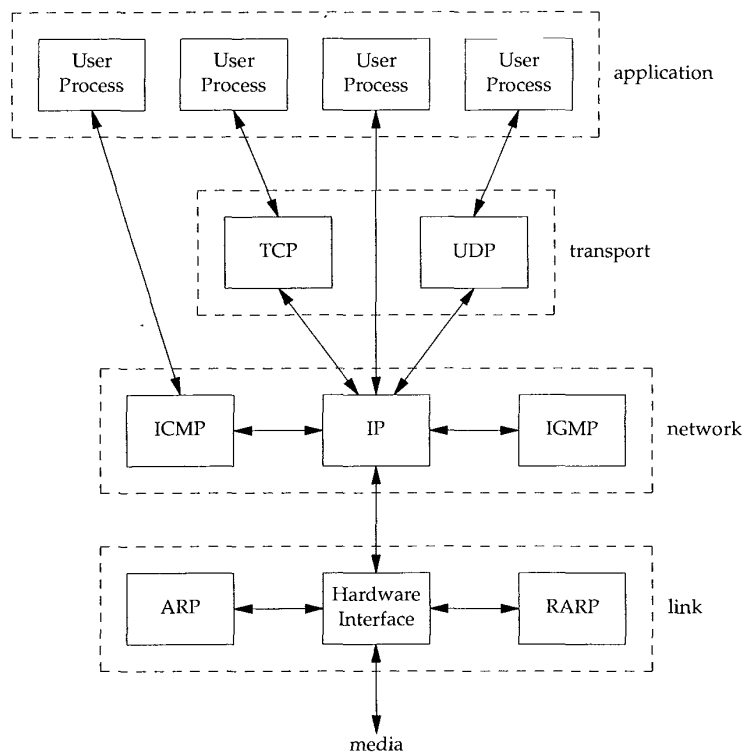 User Process
User Process
User Process
User Process
application
TCP
UDP
transport
ICMP
IP
IGMP
network
ARP
Hardware Interface
RARP
link
media